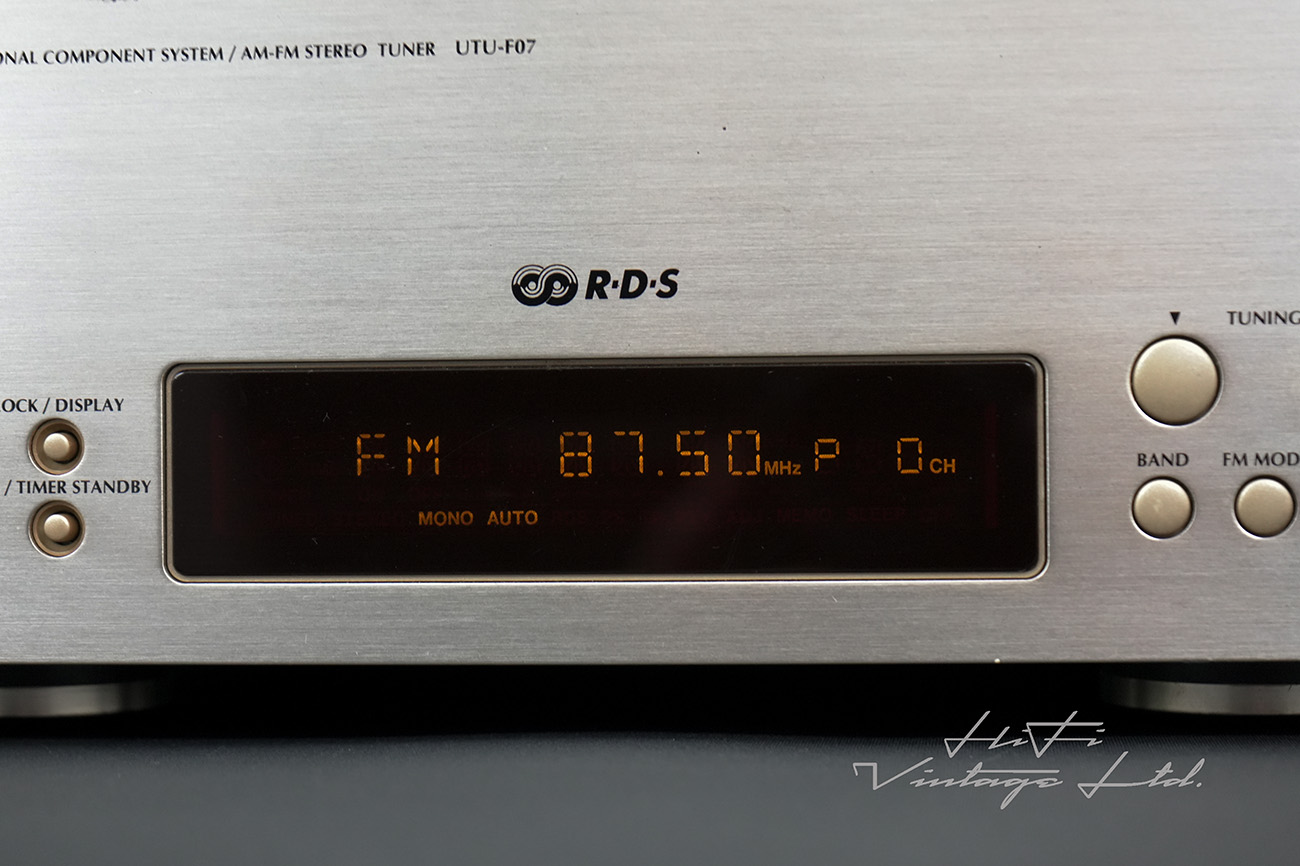 ONAL COMPONENT SYSTEM / AM-FM STEREO TUNER UTU-F07
R·D·S
▼ TUNING
OCK / DISPLAY
FM 87.50 MHz P 0 CH
BAND FM MOD
/ TIMER STANDBY
MONO AUTO
HiFi
Vintage Ltd.